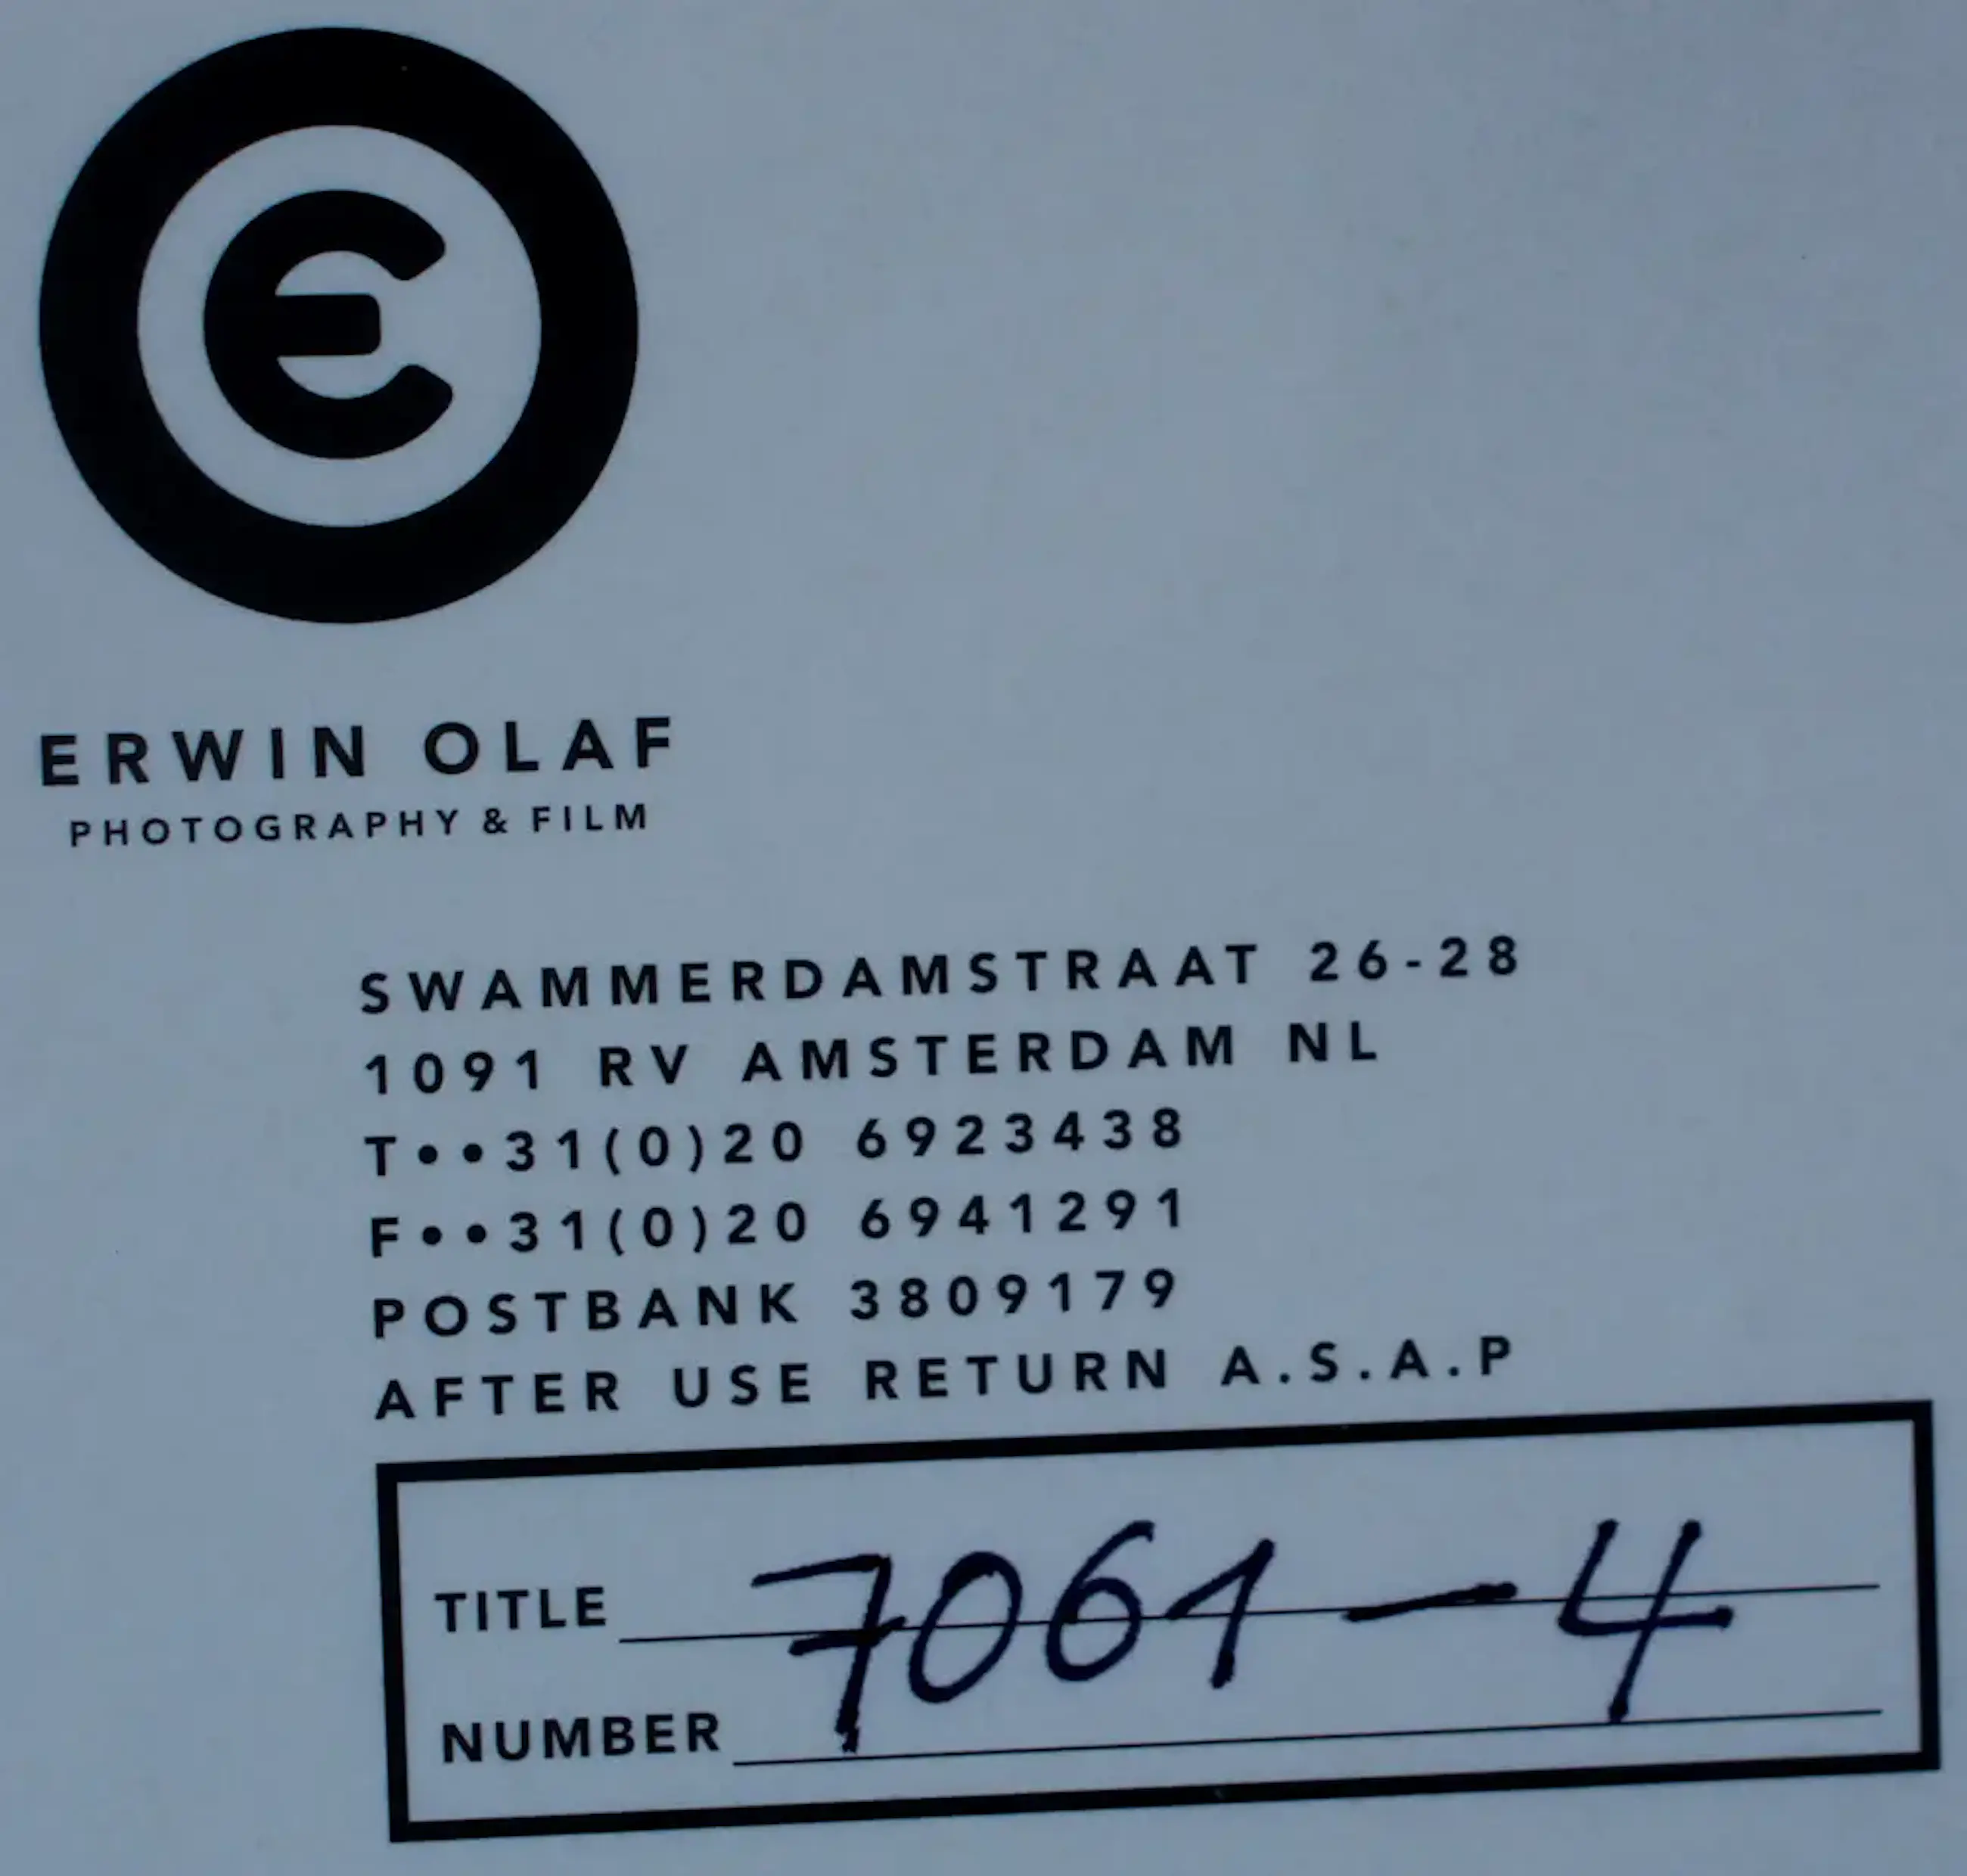 e
ERWIN OLAF
PHOTOGRAPHY & FILM
SWAMMERDAMSTRAAT 26-28
1091 RV AMSTERDAM NL
T••31(0)20 6923438
F••31(0)20 6941291
POSTBANK 3809179
AFTER USE RETURN A.S.A.P
TITLE 7061-4
NUMBER